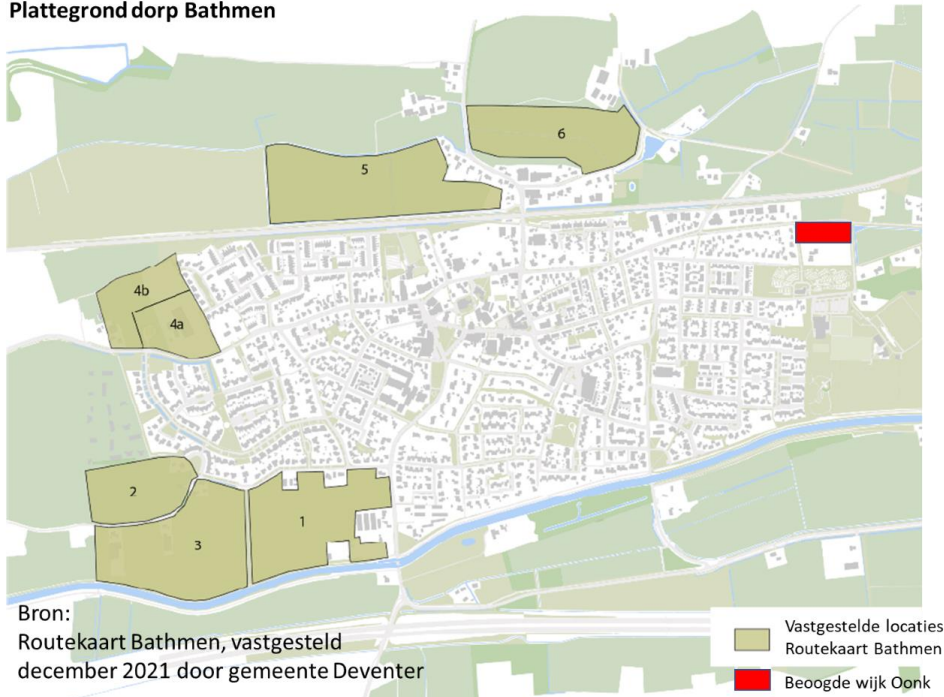 Plattegrond dorp Bathmen
6
5
4b
4a
2
1
3
Bron:
Routekaart Bathmen, vastgesteld
december 2021 door gemeente Deventer
Vastgestelde locaties
Routekaart Bathmen
Beoogde wijk Oonk